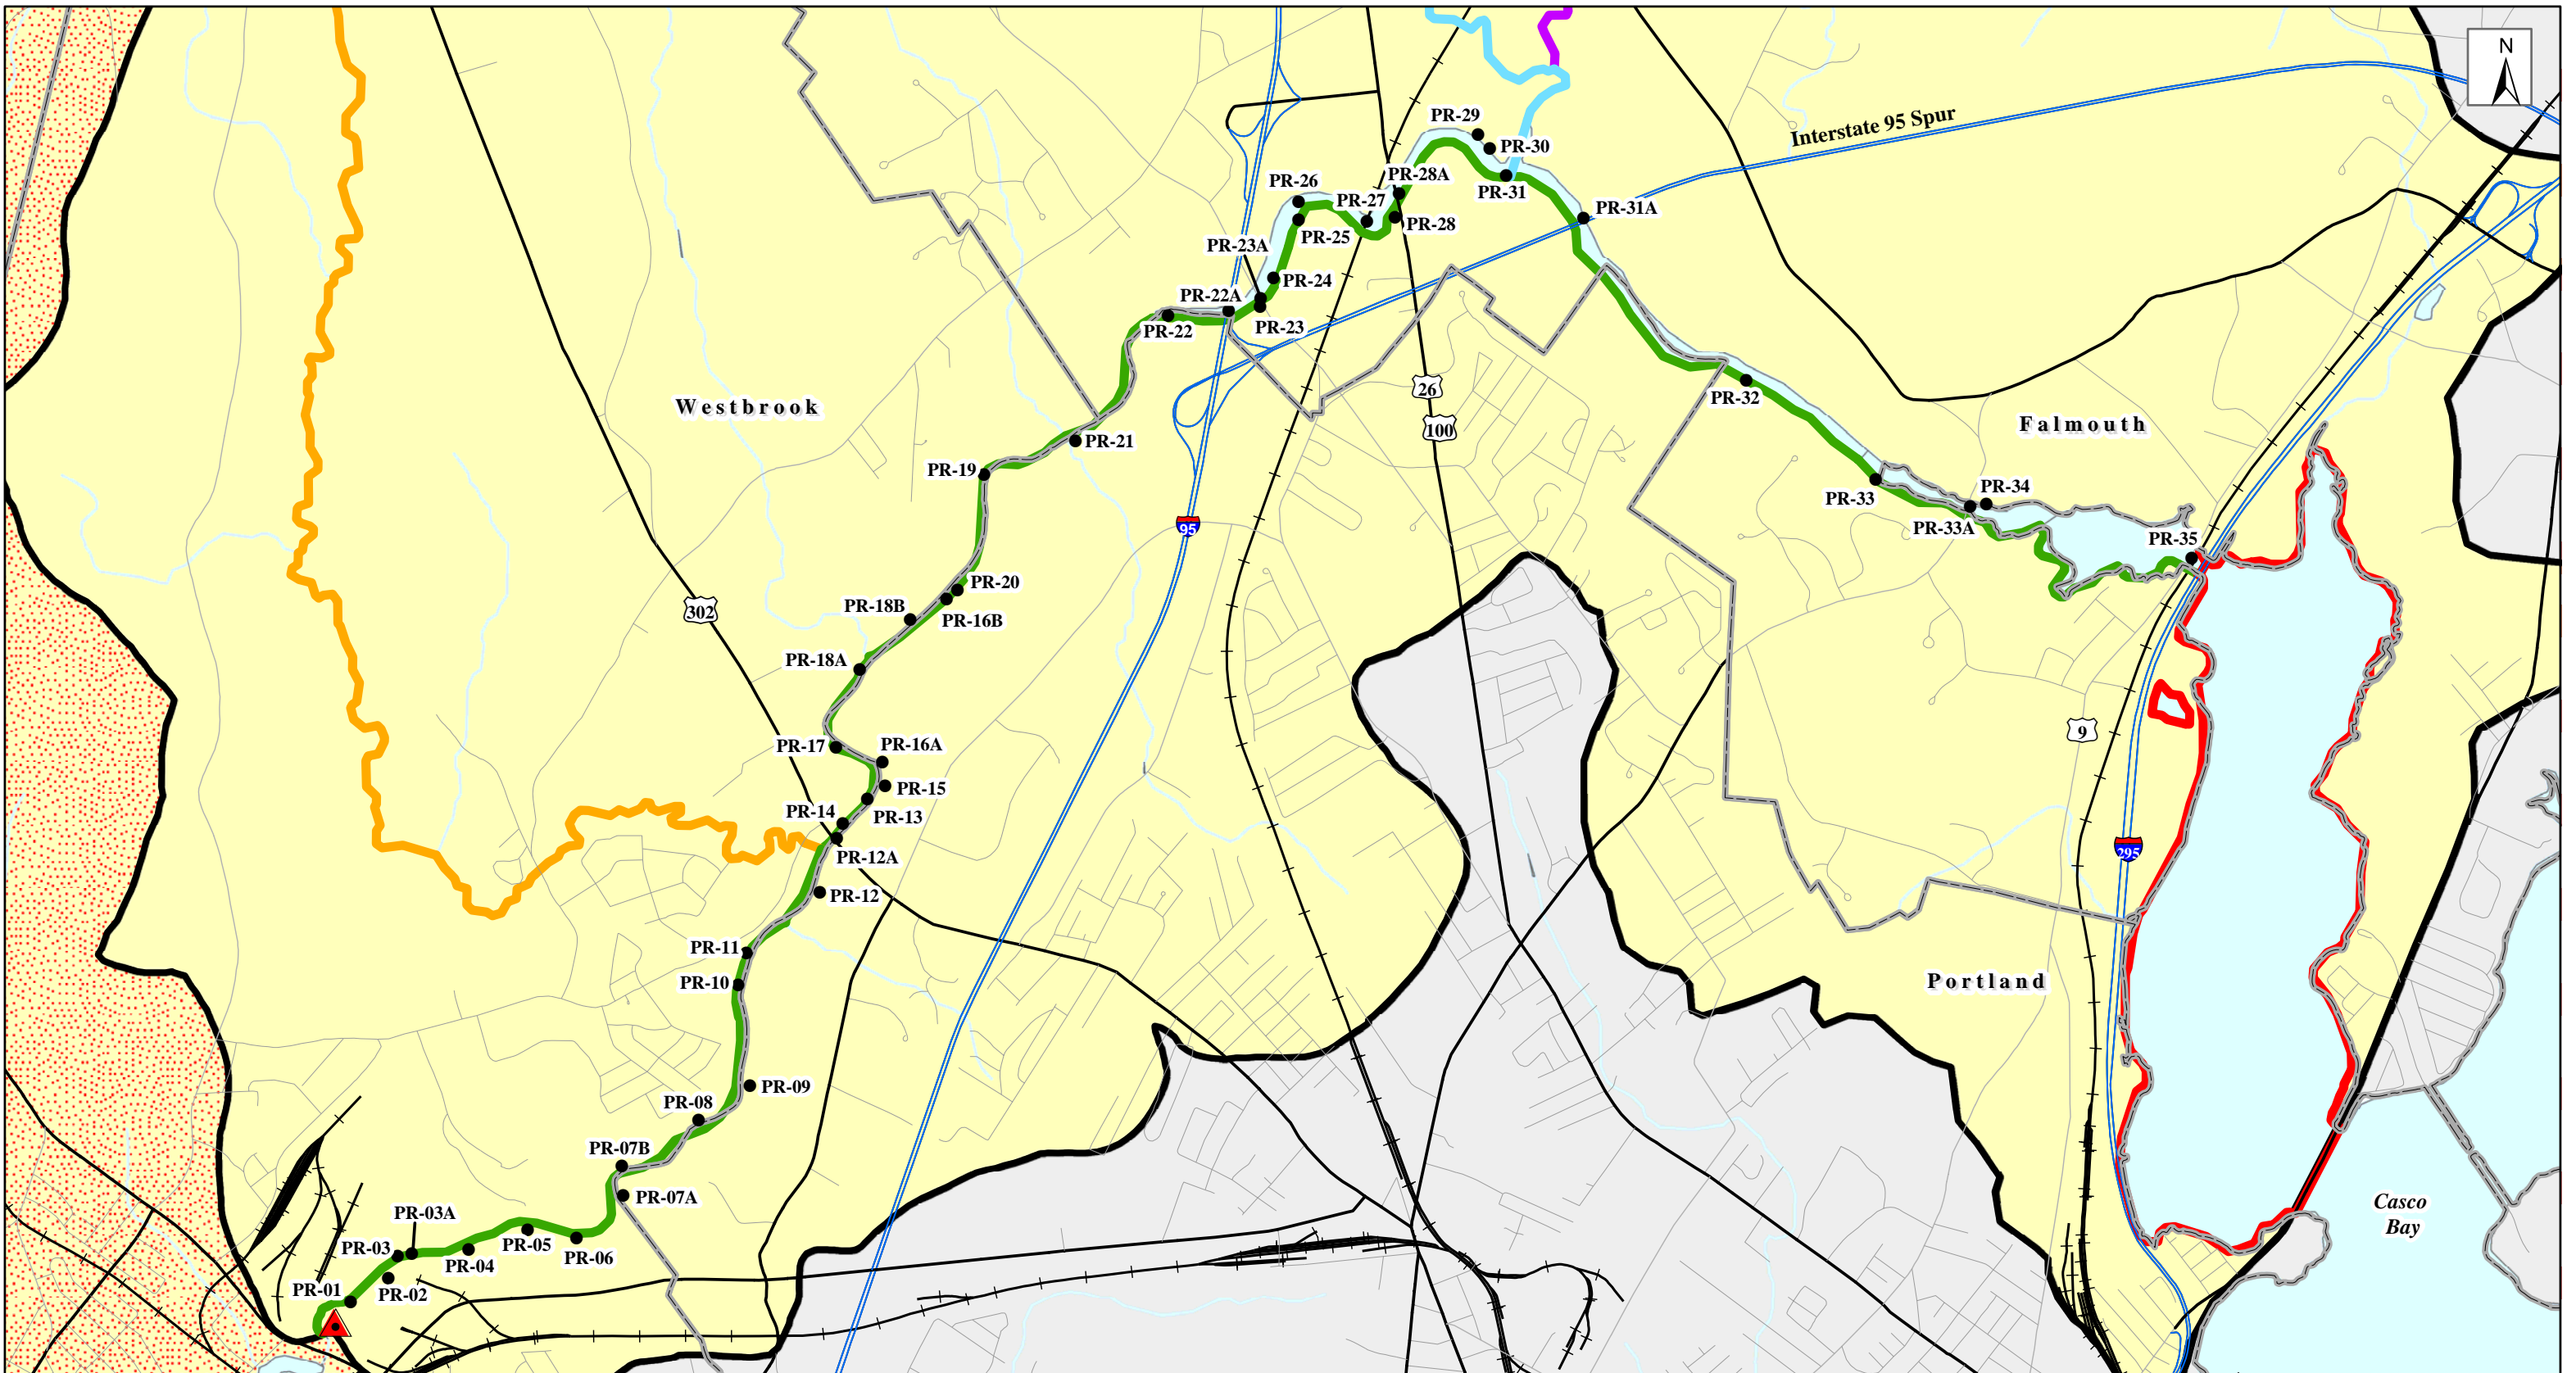 N
Interstate 95 Spur
PR-29
PR-30
PR-28A
PR-26
PR-31
PR-27
PR-31A
PR-28
PR-25
PR-23A
PR-24
PR-22A
PR-23
PR-22
26
PR-32
Westbrook
Falmouth
100
PR-21
PR-19
PR-34
PR-33
95
PR-33A
PR-35
PR-20
PR-18B
302
PR-16B
PR-18A
9
PR-16A
PR-17
PR-15
PR-14
PR-13
295
PR-12A
PR-12
PR-11
Portland
PR-10
PR-09
PR-08
PR-07B
PR-07A
Casco
Bay
PR-03A
PR-03
PR-05
PR-06
PR-04
PR-01
PR-02